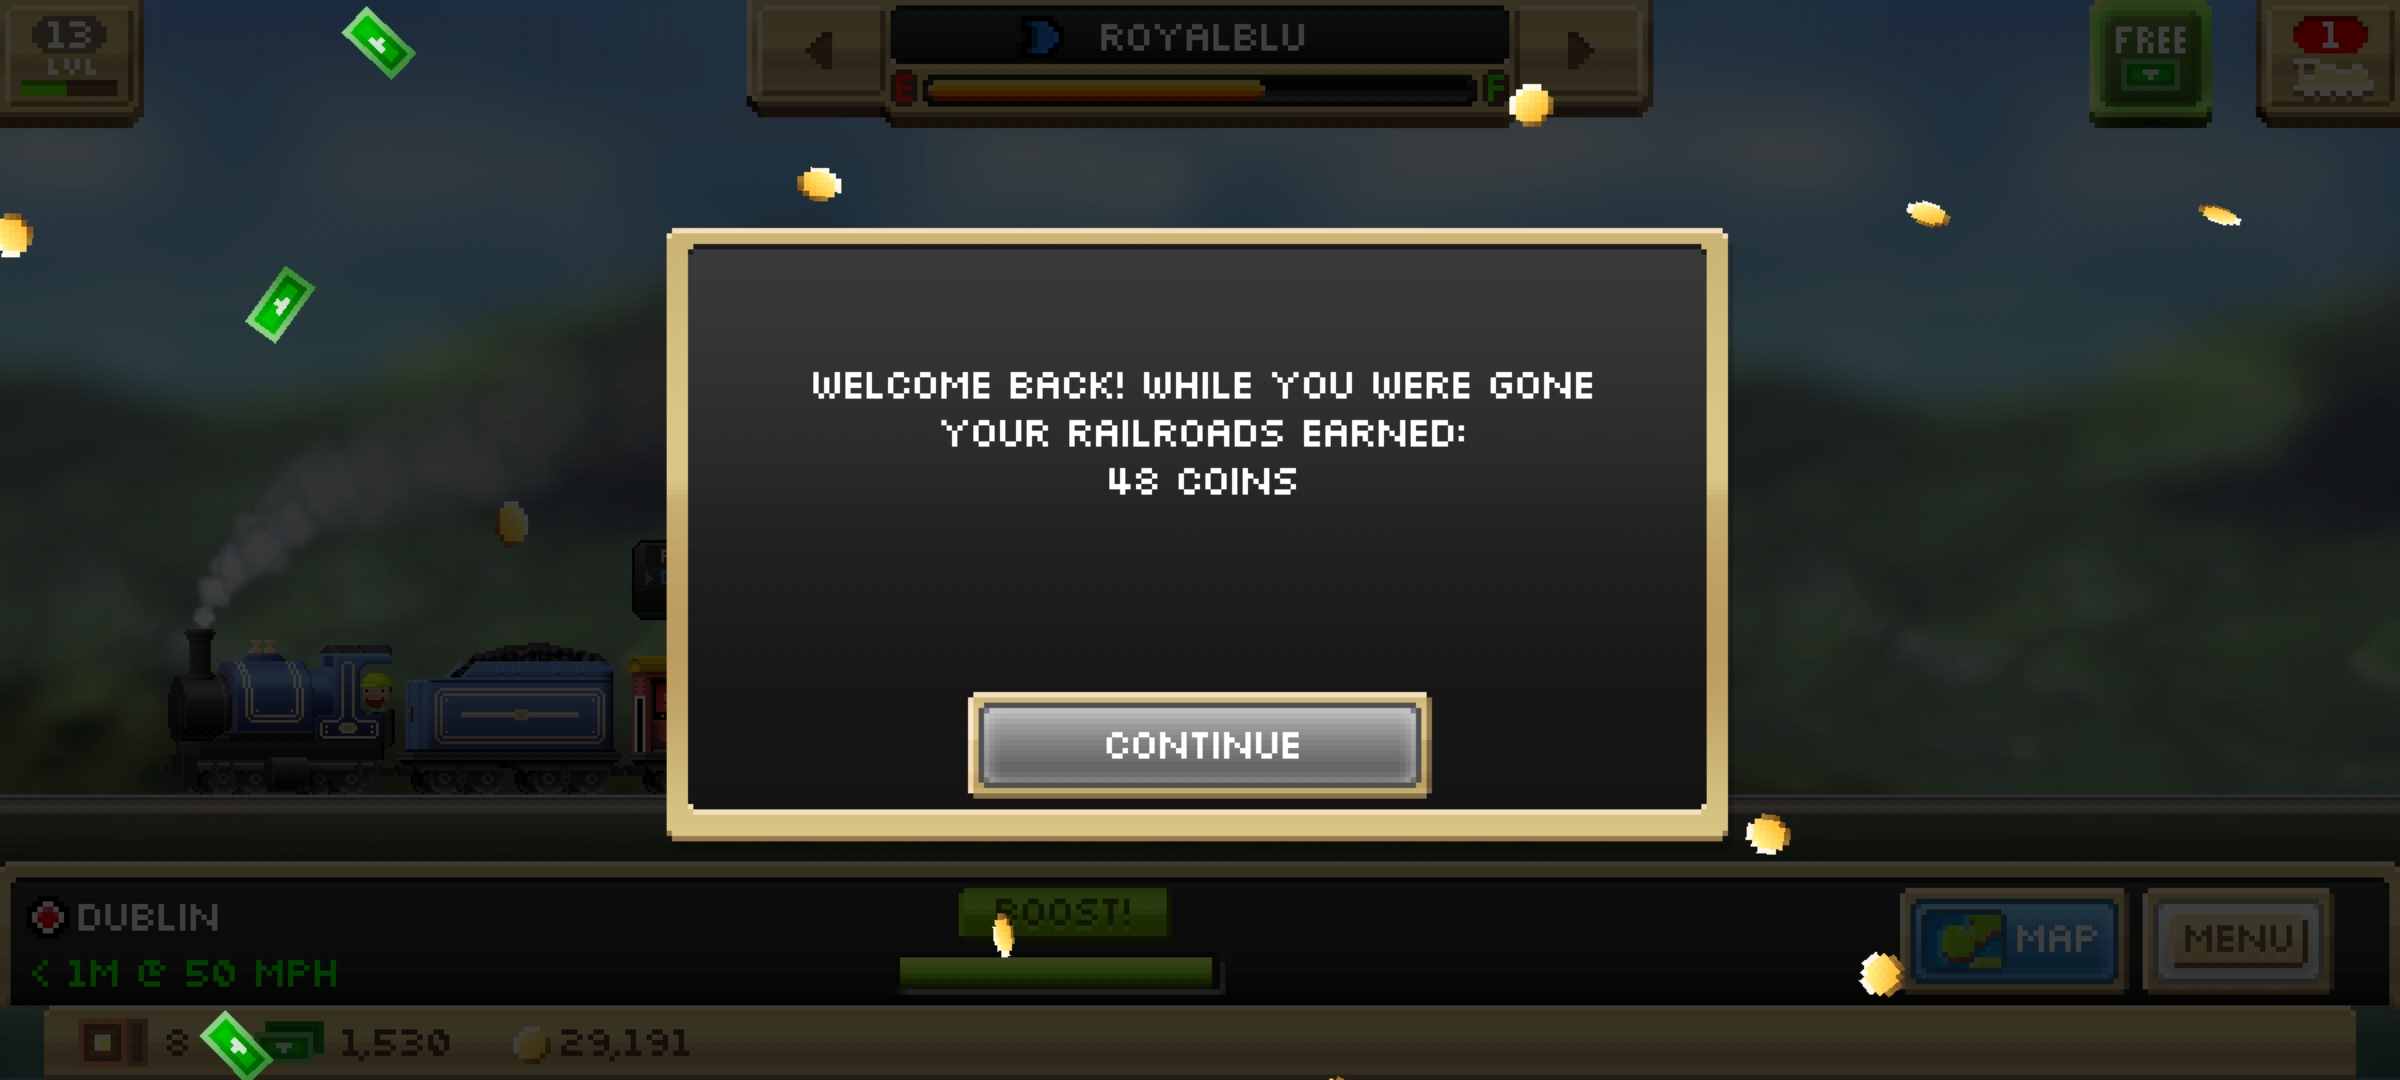 13
LVL
ROYALBLU
E
F
FREE
1
WELCOME BACK! WHILE YOU WERE GONE
YOUR RAILROADS EARNED:
48 COINS
CONTINUE
DUBLIN
< 1M @ 50 MPH
BOOST!
MAP
MENU
8
1,530
29,191